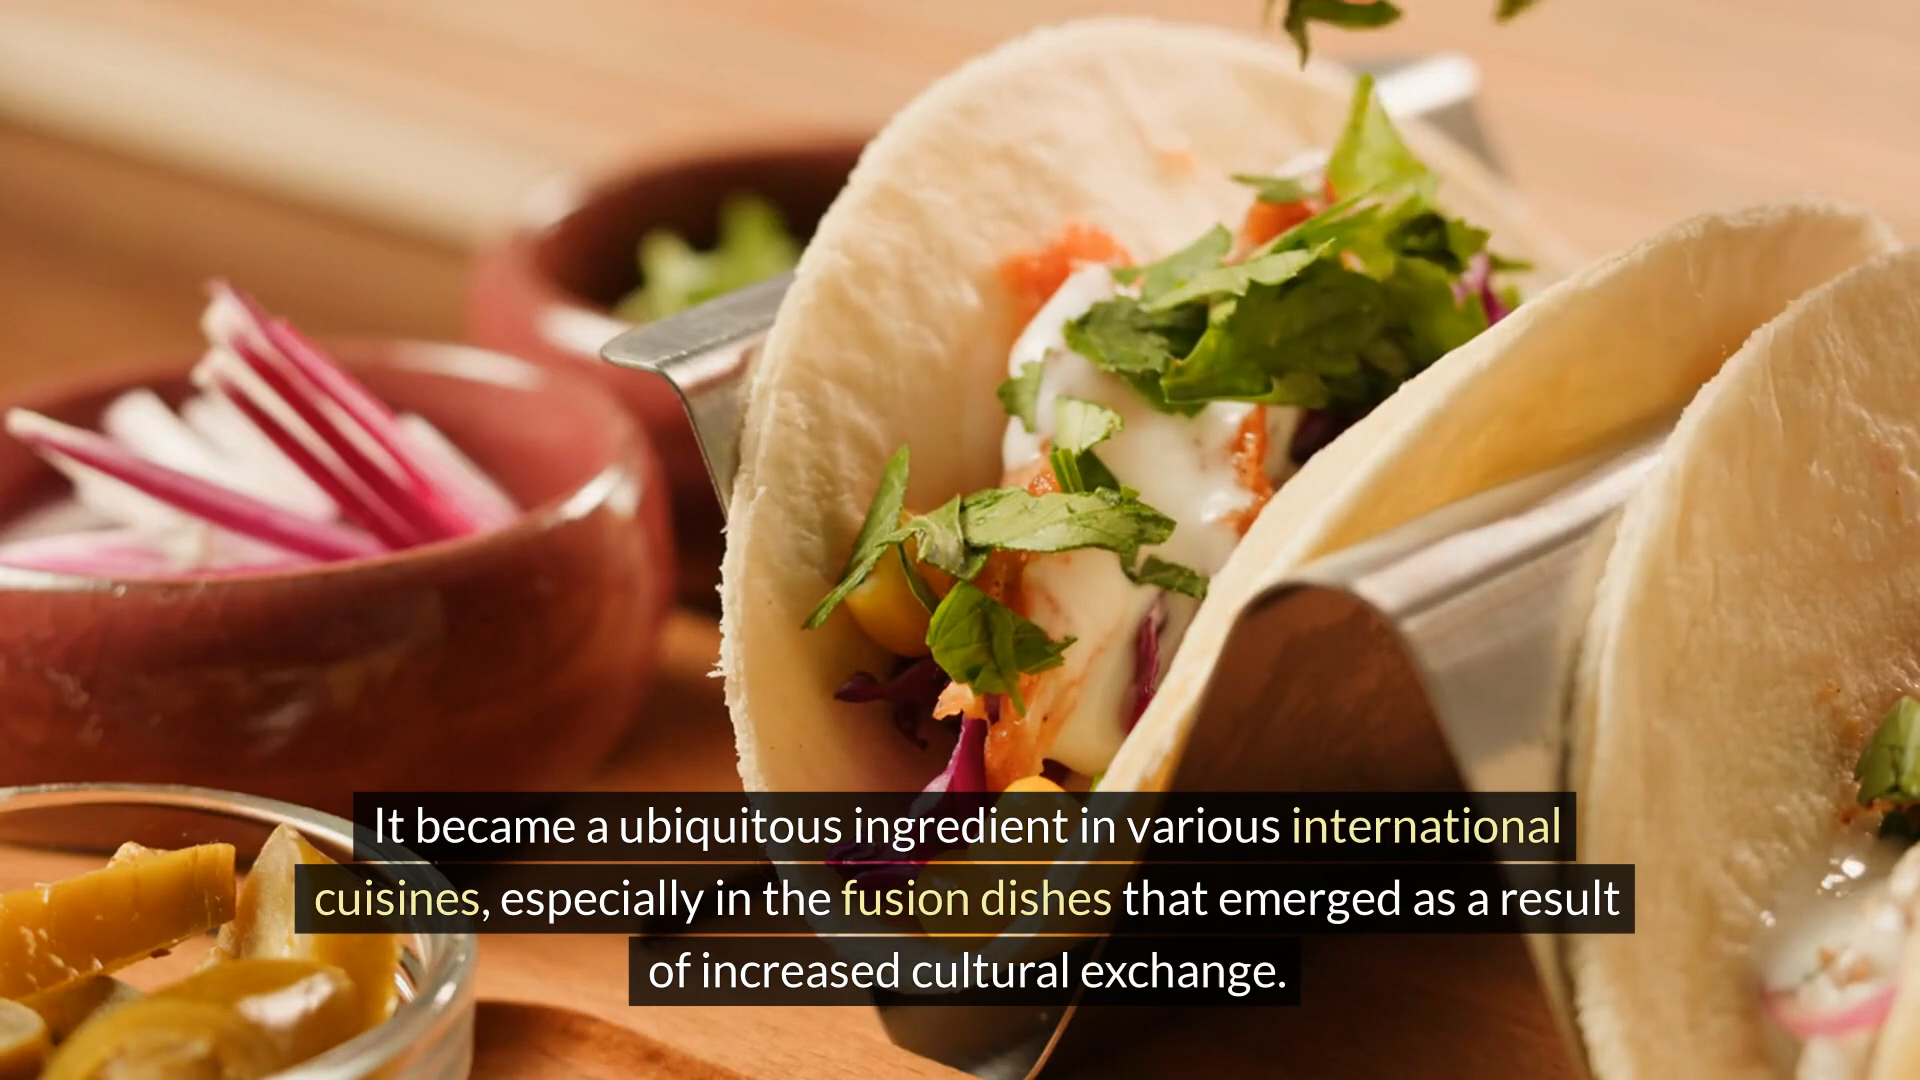 It became a ubiquitous ingredient in various international
cuisines, especially in the fusion dishes that emerged as a result
of increased cultural exchange.